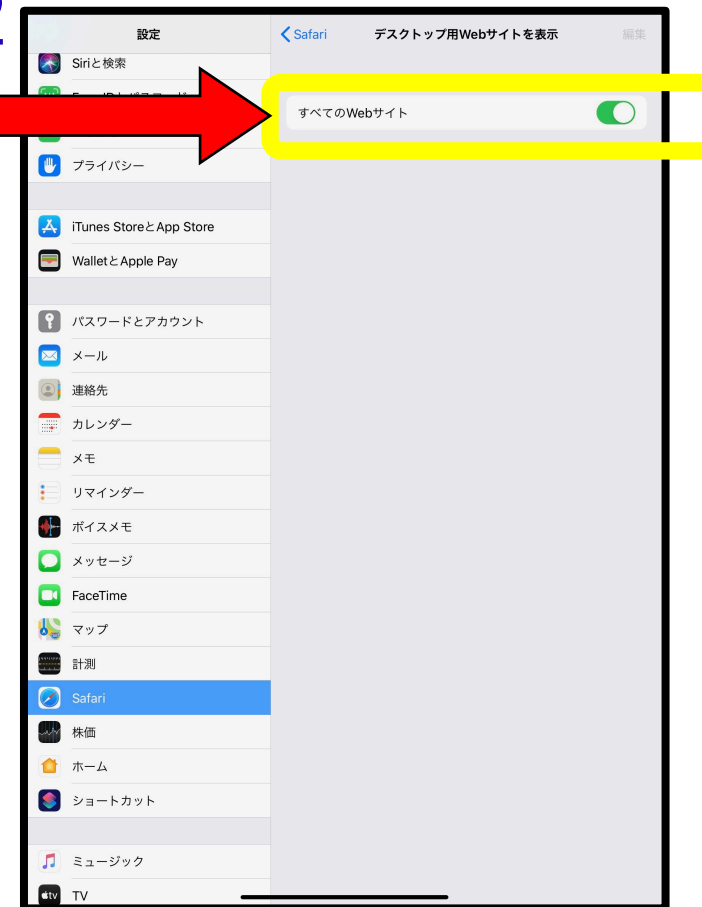 設定
Siriと検索
プライバシー
iTunes StoreとApp Store
WalletとApple Pay
パスワードとアカウント
メール
連絡先
カレンダー
メモ
リマインダー
ボイスメモ
メッセージ
FaceTime
マップ
計測
Safari
株価
ホーム
ショートカット
ミュージック
tv
TV
Safari
デスクトップ用Webサイトを表示
編集
すべてのWebサイト